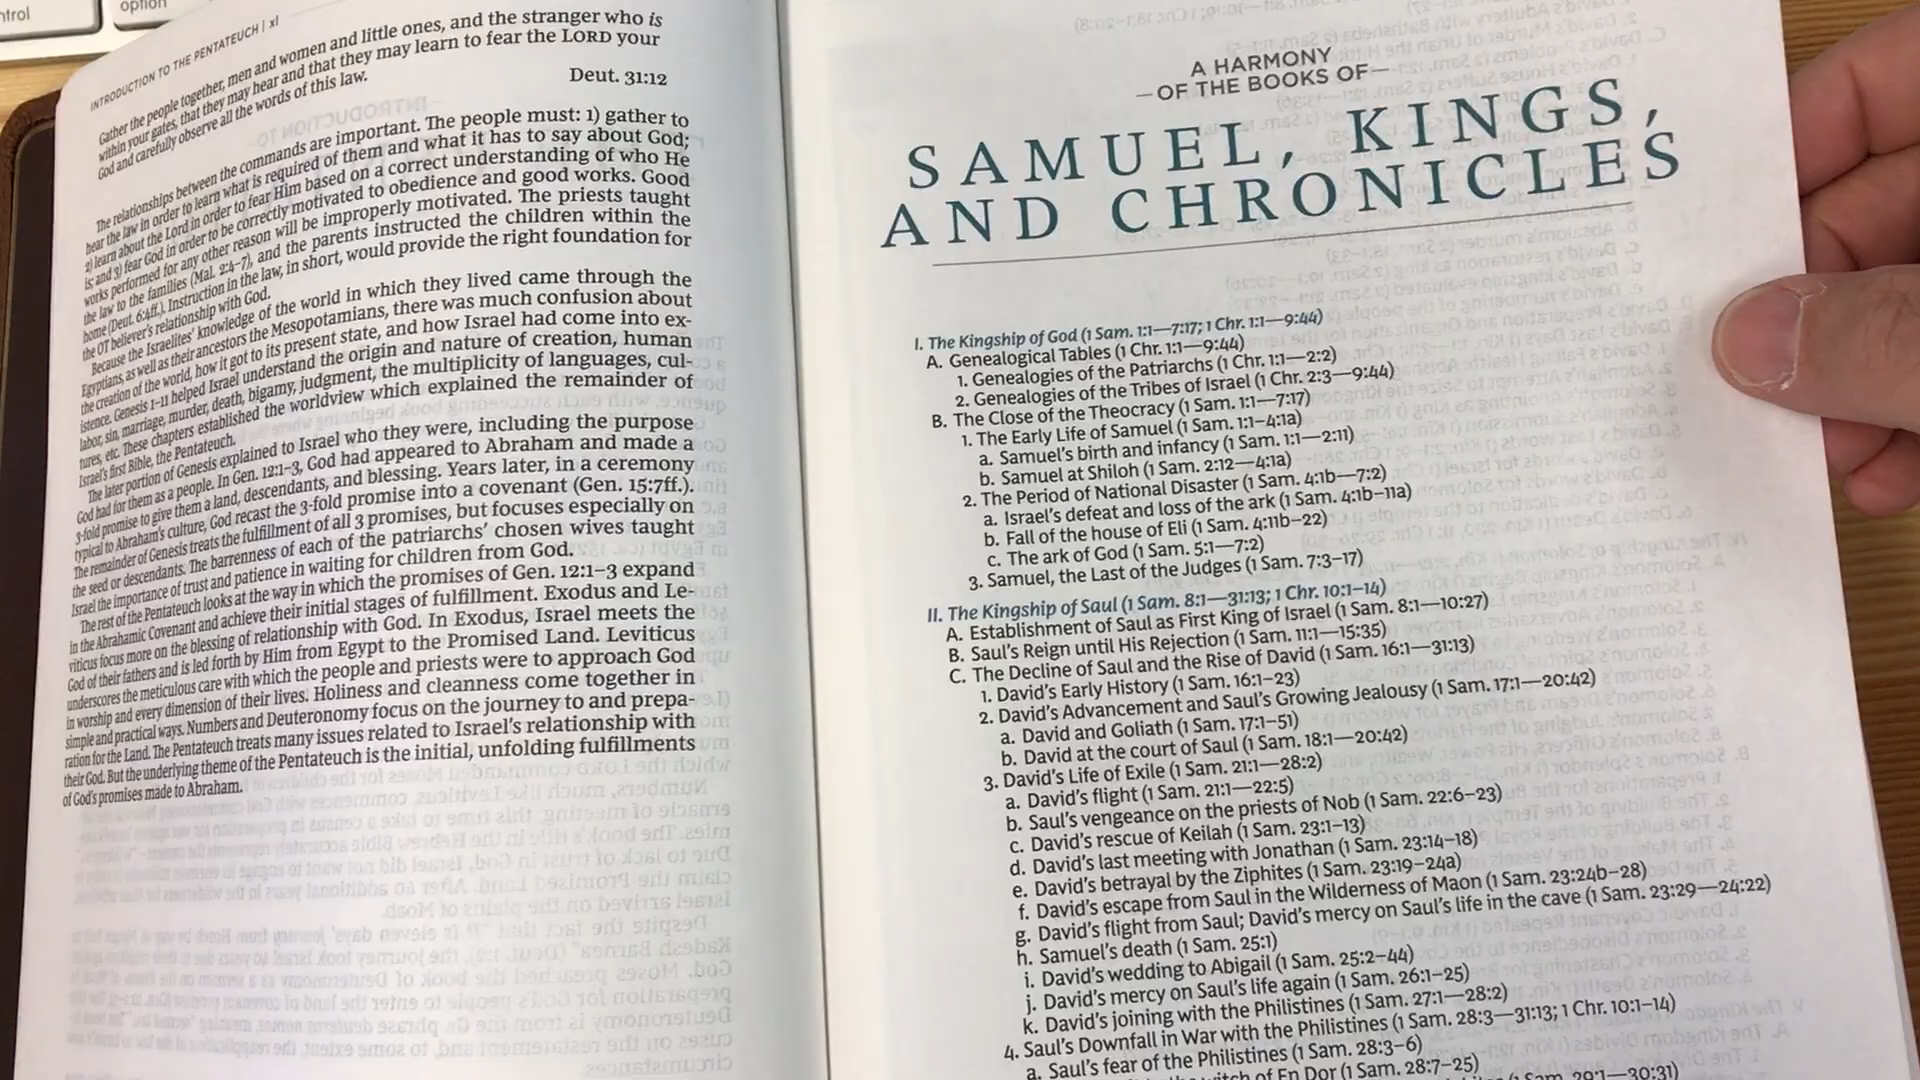 ntrol
option
INTRODUCTION TO THE PENTATEUCH | xl
Gather the people together, men and women and little ones, and the stranger who is
within your gates, that they may hear and that they may learn to fear the LORD your
God and carefully observe all the words of this law.
Deut. 31:12
The relationships between the commands are important. The people must: 1) gather to
hear the law in order to learn what is required of them and what it has to say about God;
2) learn about the Lord in order to fear Him based on a correct understanding of who He
is; and 3) fear God in order to be correctly motivated to obedience and good works. Good
works performed for any other reason will be improperly motivated. The priests taught
the law to the families (Mal. 2:4–7), and the parents instructed the children within the
home (Deut. 6:4ff.). Instruction in the law, in short, would provide the right foundation for
the OT believer's relationship with God.
Because the Israelites' knowledge of the world in which they lived came through the
Egyptians, as well as their ancestors the Mesopotamians, there was much confusion about
the creation of the world, how it got to its present state, and how Israel had come into ex-
istence. Genesis 1–11 helped Israel understand the origin and nature of creation, human
labor, sin, marriage, murder, death, bigamy, judgment, the multiplicity of languages, cul-
tures, etc. These chapters established the worldview which explained the remainder of
Israel's first Bible, the Pentateuch.
The later portion of Genesis explained to Israel who they were, including the purpose
God had for them as a people. In Gen. 12:1–3, God had appeared to Abraham and made a
3-fold promise to give them a land, descendants, and blessing. Years later, in a ceremony
typical to Abraham's culture, God recast the 3-fold promise into a covenant (Gen. 15:7ff.).
The remainder of Genesis treats the fulfillment of all 3 promises, but focuses especially on
the seed or descendants. The barrenness of each of the patriarchs' chosen wives taught
Israel the importance of trust and patience in waiting for children from God.
The rest of the Pentateuch looks at the way in which the promises of Gen. 12:1–3 expand
in the Abrahamic Covenant and achieve their initial stages of fulfillment. Exodus and Le-
viticus focus more on the blessing of relationship with God. In Exodus, Israel meets the
God of their fathers and is led forth by Him from Egypt to the Promised Land. Leviticus
underscores the meticulous care with which the people and priests were to approach God
in worship and every dimension of their lives. Holiness and cleanness come together in
simple and practical ways. Numbers and Deuteronomy focus on the journey to and prepa-
ration for the Land. The Pentateuch treats many issues related to Israel's relationship with
their God. But the underlying theme of the Pentateuch is the initial, unfolding fulfillments
of God's promises made to Abraham.
A HARMONY
—OF THE BOOKS OF—
SAMUEL, KINGS,
AND CHRONICLES
I. The Kingship of God (1 Sam. 1:1—7:17; 1 Chr. 1:1—9:44)
A. Genealogical Tables (1 Chr. 1:1—9:44)
1. Genealogies of the Patriarchs (1 Chr. 1:1—2:2)
2. Genealogies of the Tribes of Israel (1 Chr. 2:3—9:44)
B. The Close of the Theocracy (1 Sam. 1:1—7:17)
1. The Early Life of Samuel (1 Sam. 1:1–4:1a)
a. Samuel's birth and infancy (1 Sam. 1:1—2:11)
b. Samuel at Shiloh (1 Sam. 2:12—4:1a)
2. The Period of National Disaster (1 Sam. 4:1b—7:2)
a. Israel's defeat and loss of the ark (1 Sam. 4:1b–11a)
b. Fall of the house of Eli (1 Sam. 4:11b–22)
c. The ark of God (1 Sam. 5:1—7:2)
3. Samuel, the Last of the Judges (1 Sam. 7:3–17)
II. The Kingship of Saul (1 Sam. 8:1—31:13; 1 Chr. 10:1–14)
A. Establishment of Saul as First King of Israel (1 Sam. 8:1—10:27)
B. Saul's Reign until His Rejection (1 Sam. 11:1—15:35)
C. The Decline of Saul and the Rise of David (1 Sam. 16:1—31:13)
1. David's Early History (1 Sam. 16:1–23)
2. David's Advancement and Saul's Growing Jealousy (1 Sam. 17:1—20:42)
a. David and Goliath (1 Sam. 17:1–51)
b. David at the court of Saul (1 Sam. 18:1—20:42)
3. David's Life of Exile (1 Sam. 21:1—28:2)
a. David's flight (1 Sam. 21:1—22:5)
b. Saul's vengeance on the priests of Nob (1 Sam. 22:6–23)
c. David's rescue of Keilah (1 Sam. 23:1–13)
d. David's last meeting with Jonathan (1 Sam. 23:14–18)
e. David's betrayal by the Ziphites (1 Sam. 23:19–24a)
f. David's escape from Saul in the Wilderness of Maon (1 Sam. 23:24b–28)
g. David's flight from Saul; David's mercy on Saul's life in the cave (1 Sam. 23:29—24:22)
h. Samuel's death (1 Sam. 25:1)
i. David's wedding to Abigail (1 Sam. 25:2–44)
j. David's mercy on Saul's life again (1 Sam. 26:1–25)
k. David's joining with the Philistines (1 Sam. 27:1—28:2)
4. Saul's Downfall in War with the Philistines (1 Sam. 28:3—31:13; 1 Chr. 10:1–14)
a. Saul's fear of the Philistines (1 Sam. 28:3–6)
witch of En Dor (1 Sam. 28:7–25)
(1 Sam. 29:1—30:31)